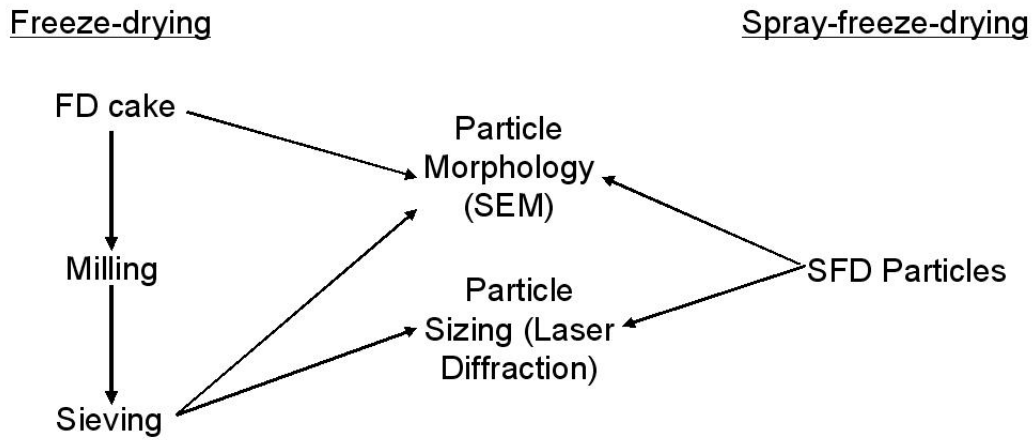 Freeze-drying
Spray-freeze-drying
FD cake
Particle
Morphology
(SEM)
Milling
SFD Particles
Particle
Sizing (Laser
Diffraction)
Sieving